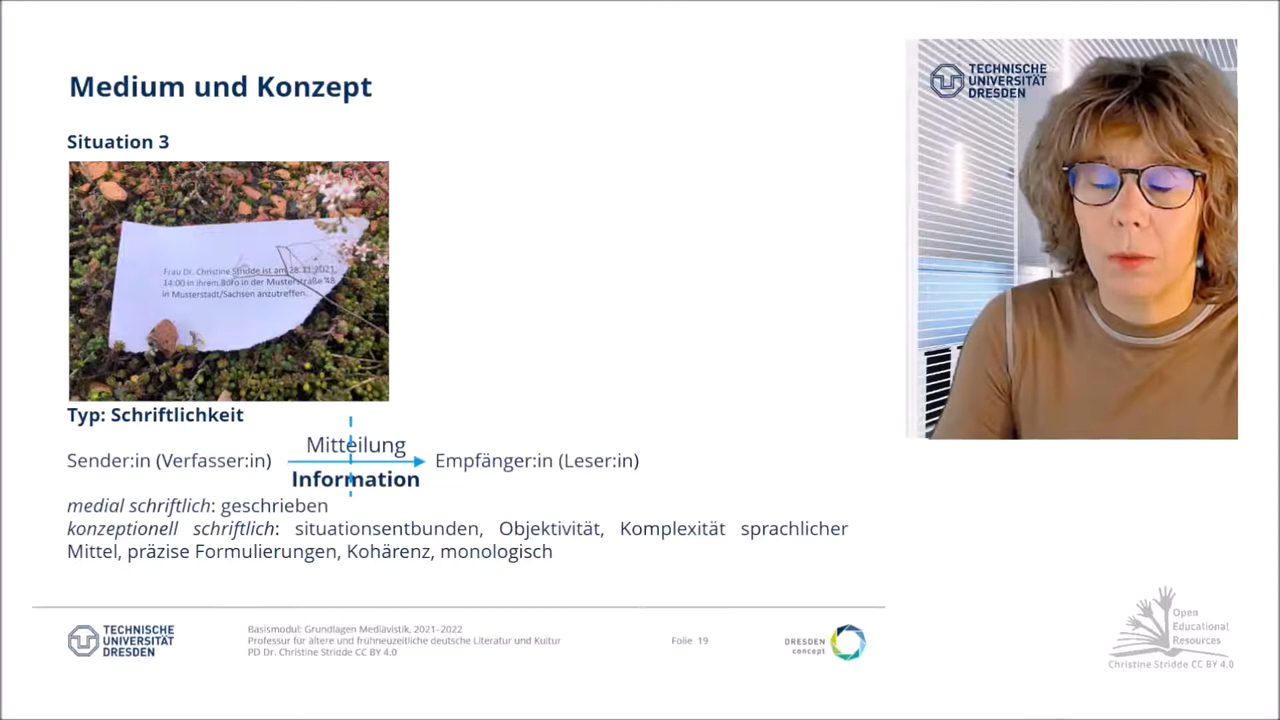 Medium und Konzept
Situation 3
Frau Dr. Christine Stridde ist am 28.11.2021,
14:00 in ihrem Büro in der Musterstraße 48
in Musterstadt/Sachsen anzutreffen.
Typ: Schriftlichkeit
Mitteilung
Sender:in (Verfasser:in) Empfänger:in (Leser:in)
Information
medial schriftlich: geschrieben
konzeptionell schriftlich: situationsentbunden, Objektivität, Komplexität sprachlicher
Mittel, präzise Formulierungen, Kohärenz, monologisch
TECHNISCHE
UNIVERSITÄT
DRESDEN
Basismodul: Grundlagen Mediävistik, 2021–2022
Professur für ältere und frühneuzeitliche deutsche Literatur und Kultur
PD Dr. Christine Stridde CC BY 4.0
Folie 19
DRESDEN
concept
TECHNISCHE
UNIVERSITÄT
DRESDEN
Open
Educational
Resources
Christine Stridde CC BY 4.0